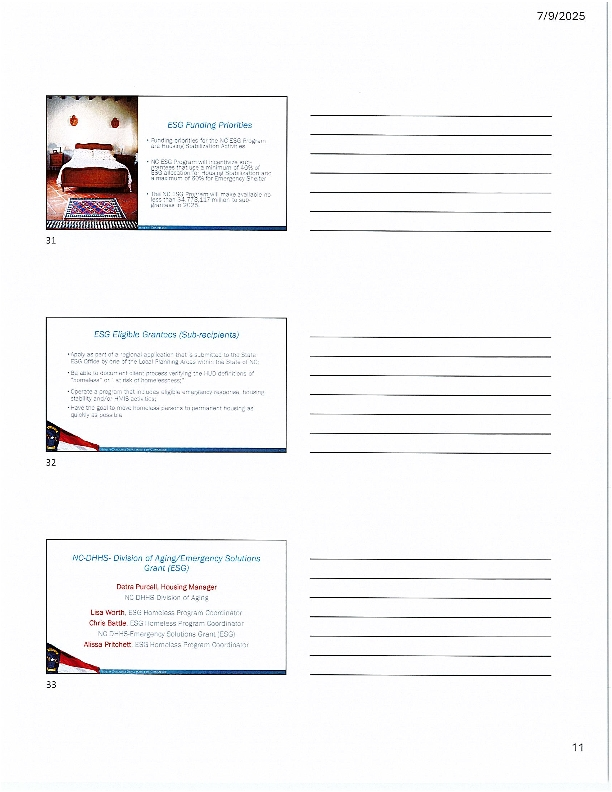 7/9/2025
ESG Funding Priorities
• Funding priorities for the NC ESG Program
are Housing Stabilization Activities
• NC ESG Program will incentivize sub-
grantees that use a minimum of 40% of
ESG allocation for Housing Stabilization and
a maximum of 60% for Emergency Shelter
• The NC ESG Program will make available no
less than $4,773,117 million to sub-
grantees in 2025
31
ESG Eligible Grantees (Sub-recipients)
• Apply as part of a regional application that is submitted to the State
ESG Office by one of the Local Planning Areas within the State of NC;
• Be able to document client process verifying the HUD definitions of
"homeless" or "at risk of homelessness;"
• Operate a program that includes eligible emergency response, housing
stability and/or HMIS activities;
• Have the goal to move homeless persons to permanent housing as
quickly as possible
32
NC-DHHS- Division of Aging/Emergency Solutions
Grant (ESG)
Detra Purcell, Housing Manager
NC DHHS Division of Aging
Lisa Worth, ESG Homeless Program Coordinator
Chris Battle, ESG Homeless Program Coordinator
NC DHHS-Emergency Solutions Grant (ESG)
Alissa Pritchett, ESG Homeless Program Coordinator
33
11